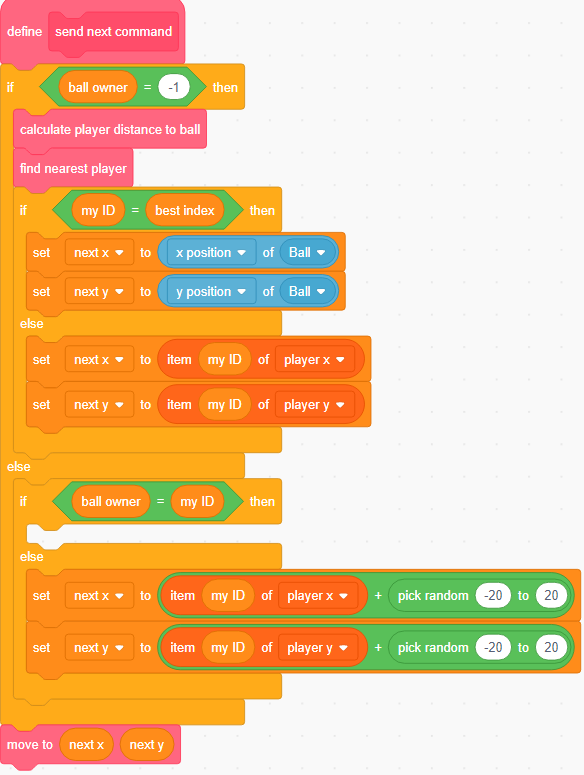 define send next command
if ball owner = -1 then
calculate player distance to ball
find nearest player
if my ID = best index then
set next x to x position of Ball
set next y to y position of Ball
else
set next x to item my ID of player x
set next y to item my ID of player y
else
if ball owner = my ID then
else
set next x to item my ID of player x + pick random -20 to 20
set next y to item my ID of player y + pick random -20 to 20
move to next x next y